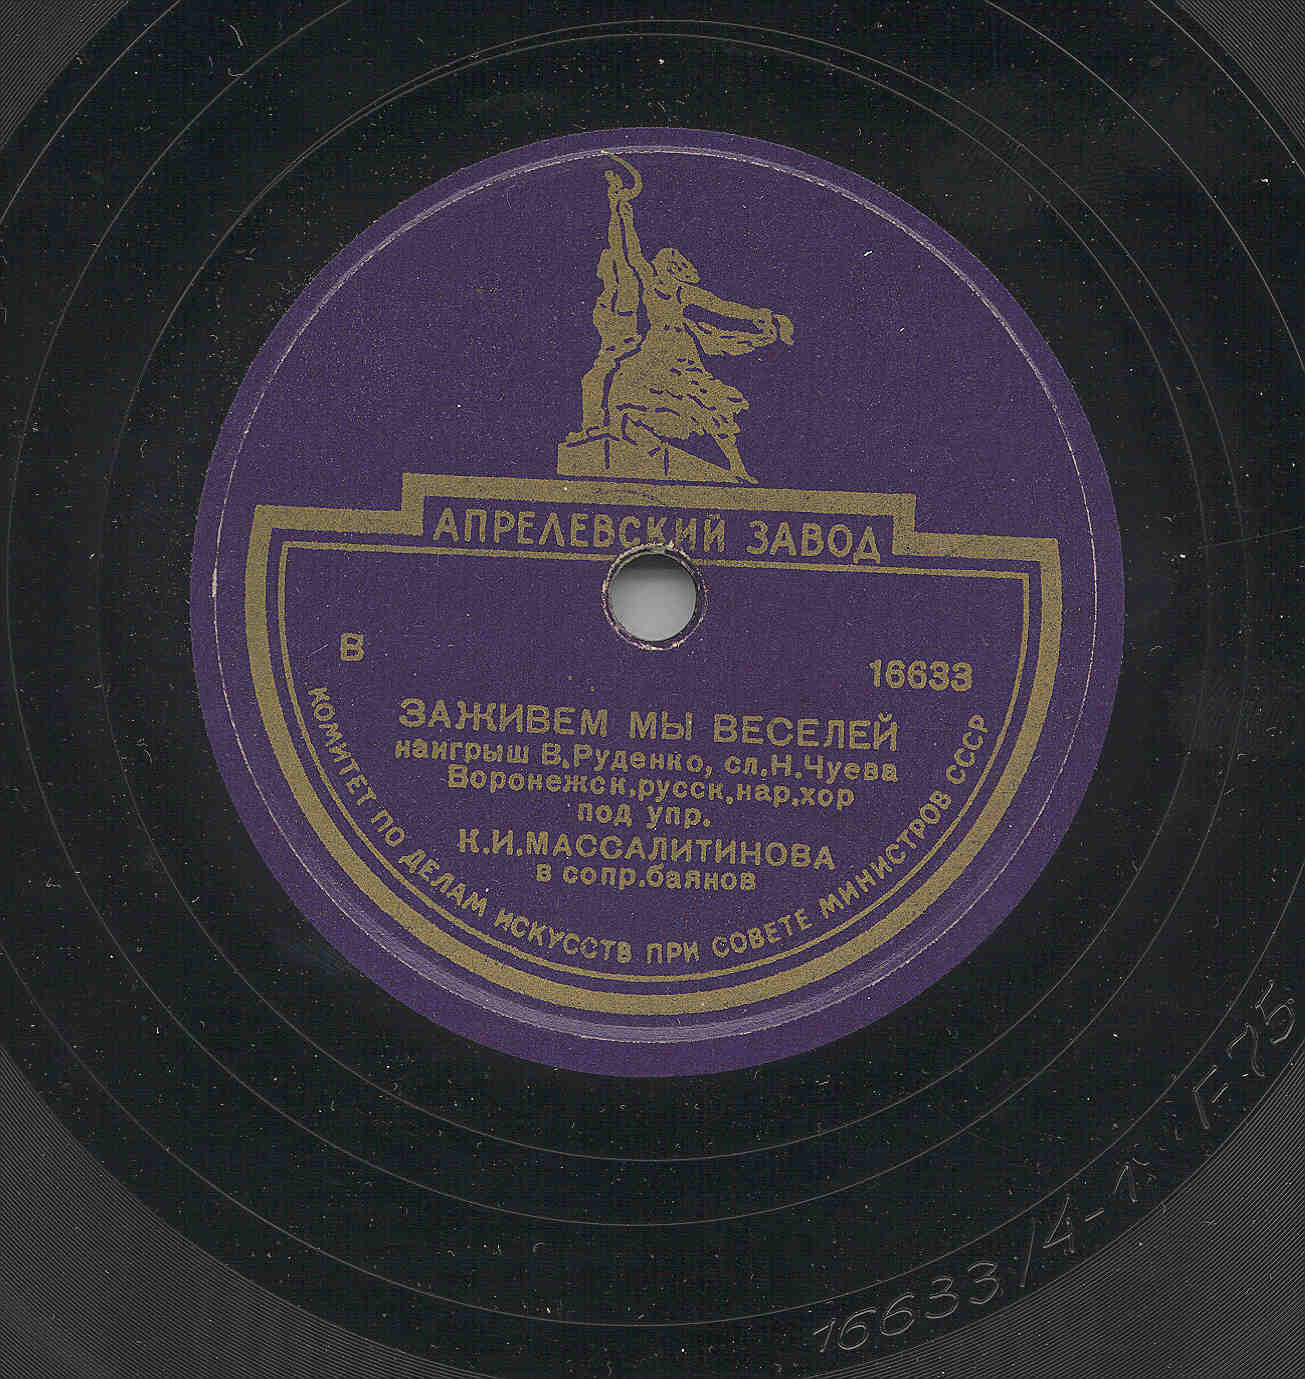 АПРЕЛЕВСКИЙ ЗАВОД
В
16633
ЗАЖИВЕМ МЫ ВЕСЕЛЕЙ
наигрыш В.Руденко, сл.Н.Чуева
Воронежск.русск.нар.хор
под упр.
К.И.МАССАЛИТИНОВА
в сопр.баянов
КОМИТЕТ ПО ДЕЛАМ ИСКУССТВ ПРИ СОВЕТЕ МИНИСТРОВ СССР
16633/4-1